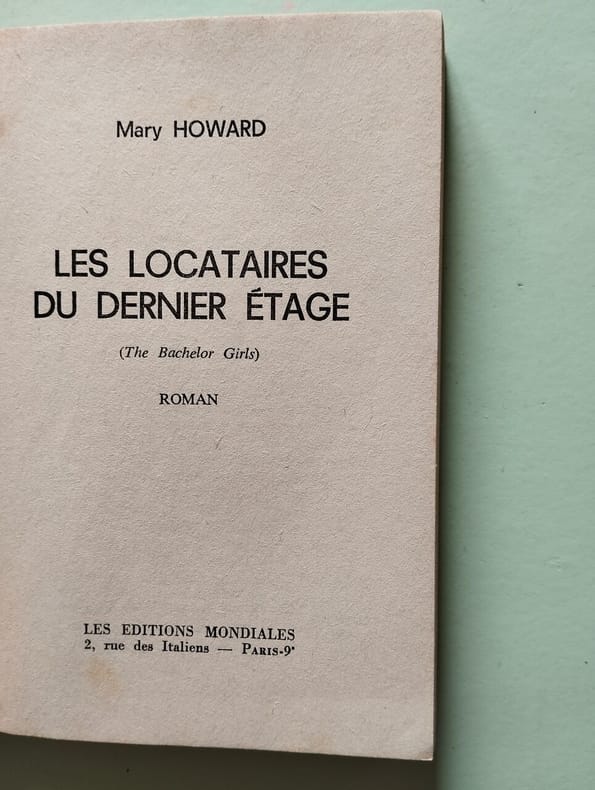 Mary HOWARD
LES LOCATAIRES
DU DERNIER ÉTAGE
(The Bachelor Girls)
ROMAN
LES EDITIONS MONDIALES
2, rue des Italiens — PARIS-9e